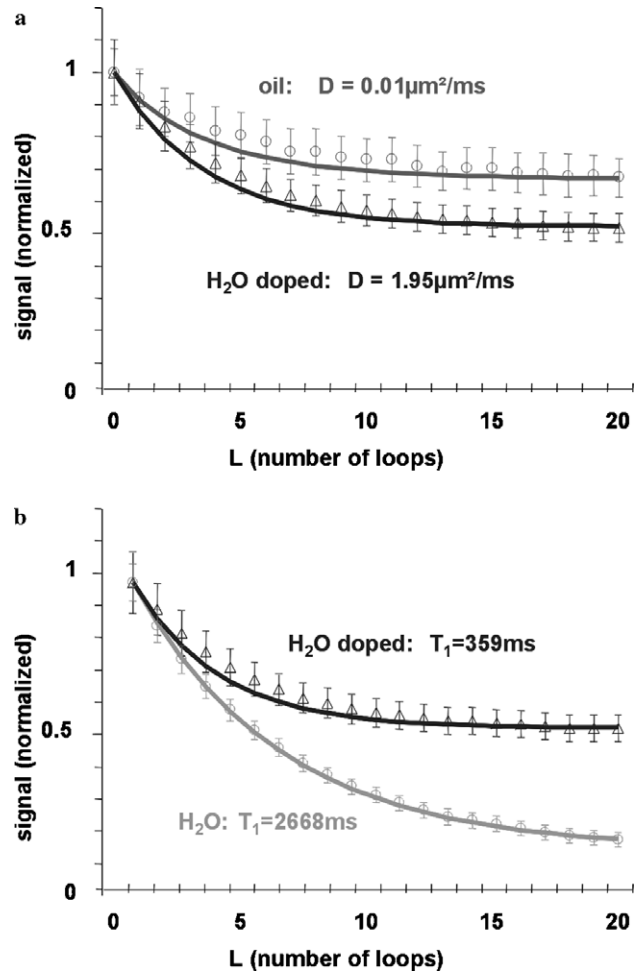 a
1
oil: D = 0.01µm²/ms
0.5
H₂O doped: D = 1.95µm²/ms
0
signal (normalized)
0 5 10 15 20
L (number of loops)
b
1
H₂O doped: T₁=359ms
0.5
H₂O: T₁=2668ms
0
signal (normalized)
0 5 10 15 20
L (number of loops)